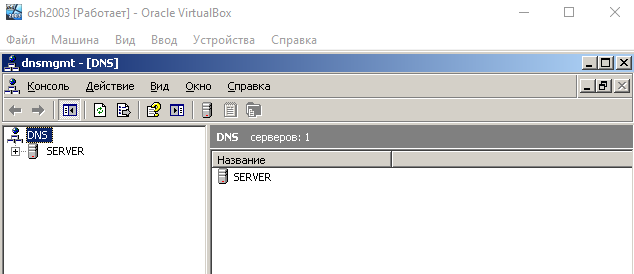 osh2003 [Работает] - Oracle VirtualBox
Файл Машина Вид Ввод Устройства Справка
dnsmgmt - [DNS]
Консоль Действие Вид Окно Справка
DNS
SERVER
DNS серверов: 1
Название
SERVER